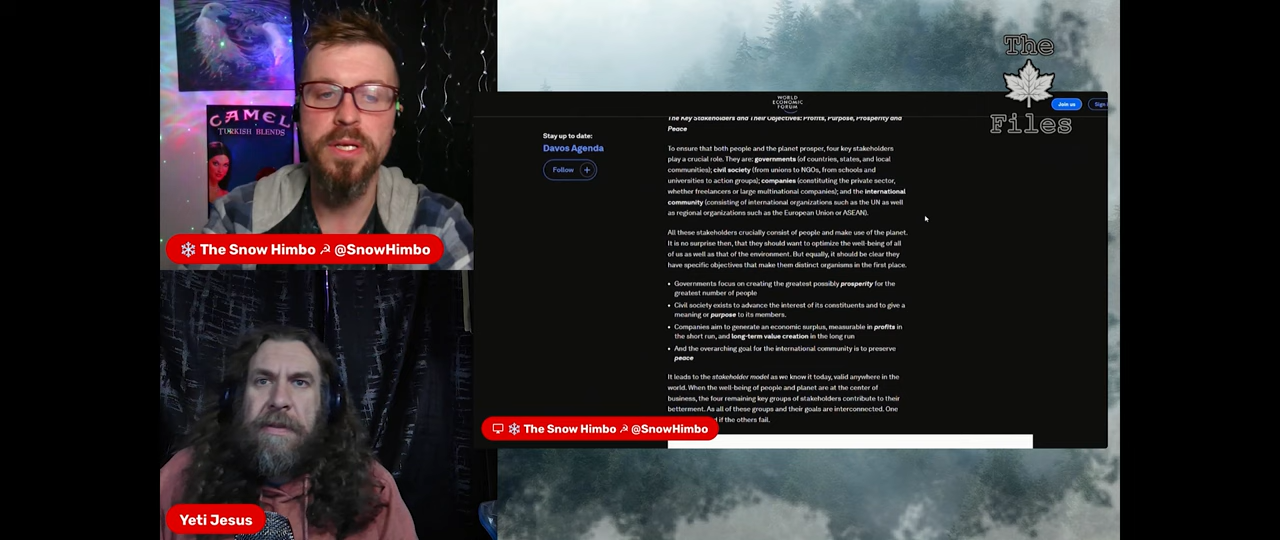 CAMEL
TURKISH BLENDS
❄️ The Snow Himbo ☭ @SnowHimbo
Yeti Jesus
The
Files
WORLD
ECONOMIC
FORUM
Join us
Sign
Stay up to date:
Davos Agenda
Follow +
The Key Stakeholders and Their Objectives: Profits, Purpose, Prosperity and
Peace
To ensure that both people and the planet prosper, four key stakeholders
play a crucial role. They are: governments (of countries, states, and local
communities); civil society (from unions to NGOs, from schools and
universities to action groups); companies (constituting the private sector,
whether freelancers or large multinational companies); and the international
community (consisting of international organizations such as the UN as well
as regional organizations such as the European Union or ASEAN).
All these stakeholders crucially consist of people and make use of the planet.
It is no surprise then, that they should want to optimize the well-being of all
of us as well as that of the environment. But equally, it should be clear they
have specific objectives that make them distinct organisms in the first place.
• Governments focus on creating the greatest possibly prosperity for the
greatest number of people
• Civil society exists to advance the interest of its constituents and to give a
meaning or purpose to its members.
• Companies aim to generate an economic surplus, measurable in profits in
the short run, and long-term value creation in the long run
• And the overarching goal for the international community is to preserve
peace
It leads to the stakeholder model as we know it today, valid anywhere in the
world. When the well-being of people and planet are at the center of
business, the four remaining key groups of stakeholders contribute to their
betterment. As all of these groups and their goals are interconnected. One
if the others fail.
❄️ The Snow Himbo ☭ @SnowHimbo